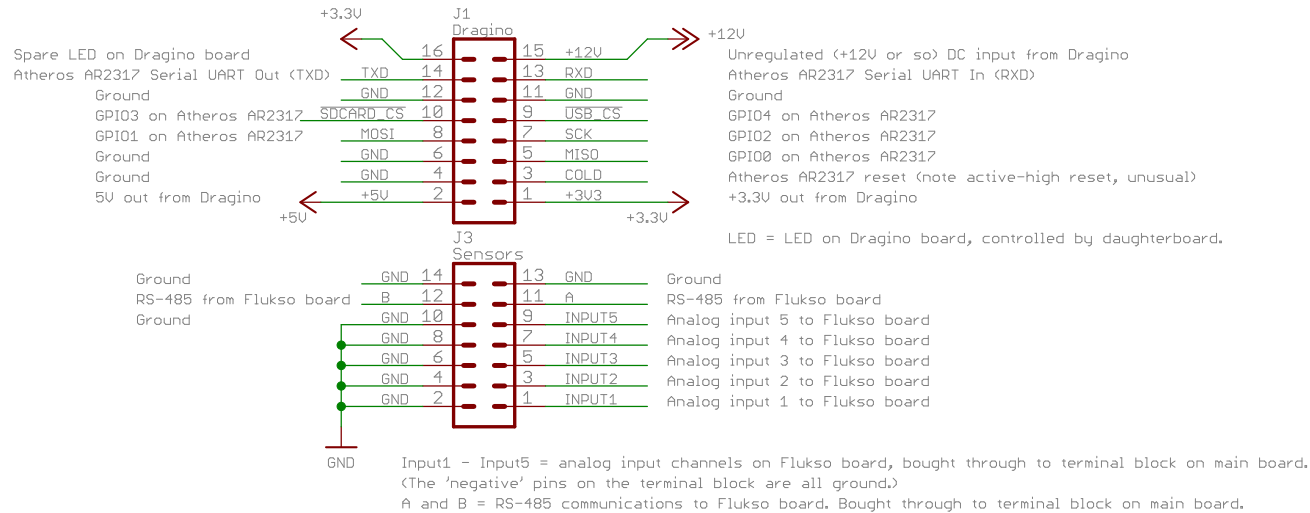 +3.3V J1 +12V
Dragino
Spare LED on Dragino board 16 15 +12V Unregulated (+12V or so) DC input from Dragino
Atheros AR2317 Serial UART Out (TXD) TXD 14 13 RXD Atheros AR2317 Serial UART In (RXD)
Ground GND 12 11 GND Ground
GPIO3 on Atheros AR2317 SDCARD_CS 10 9 USB_CS GPIO4 on Atheros AR2317
GPIO1 on Atheros AR2317 MOSI 8 7 SCK GPIO2 on Atheros AR2317
Ground GND 6 5 MISO GPIO0 on Atheros AR2317
Ground GND 4 3 COLD Atheros AR2317 reset (note active-high reset, unusual)
5V out from Dragino +5V 2 1 +3V3 +3.3V out from Dragino
+5V +3.3V
LED = LED on Dragino board, controlled by daughterboard.
J3
Sensors
Ground GND 14 13 GND Ground
RS-485 from Flukso board B 12 11 A RS-485 from Flukso board
Ground GND 10 9 INPUT5 Analog input 5 to Flukso board
GND 8 7 INPUT4 Analog input 4 to Flukso board
GND 6 5 INPUT3 Analog input 3 to Flukso board
GND 4 3 INPUT2 Analog input 2 to Flukso board
GND 2 1 INPUT1 Analog input 1 to Flukso board
GND
Input1 - Input5 = analog input channels on Flukso board, bought through to terminal block on main board.
(The 'negative' pins on the terminal block are all ground.)
A and B = RS-485 communications to Flukso board. Bought through to terminal block on main board.